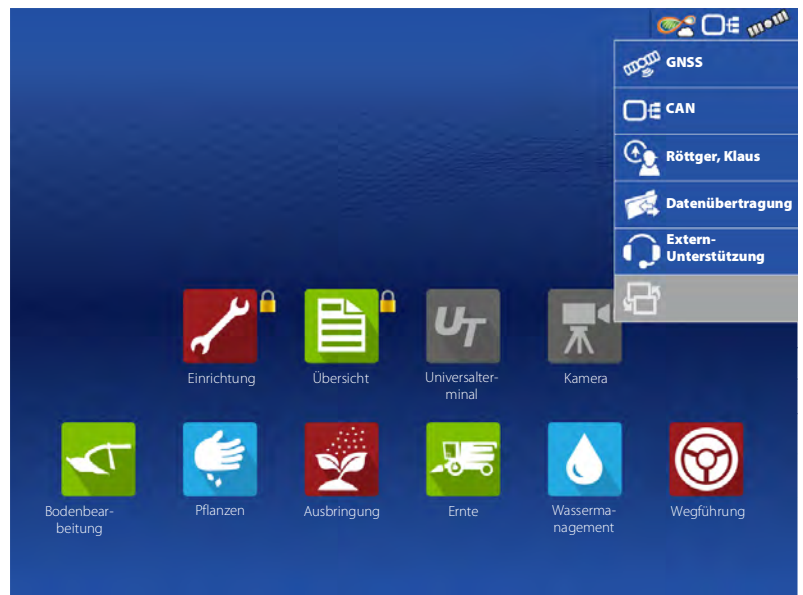 GNSS
CAN
Röttger, Klaus
Datenübertragung
Extern-
Unterstützung
UT
Einrichtung
Übersicht
Universalter-
minal
Kamera
Bodenbear-
beitung
Pflanzen
Ausbringung
Ernte
Wasserma-
nagement
Wegführung